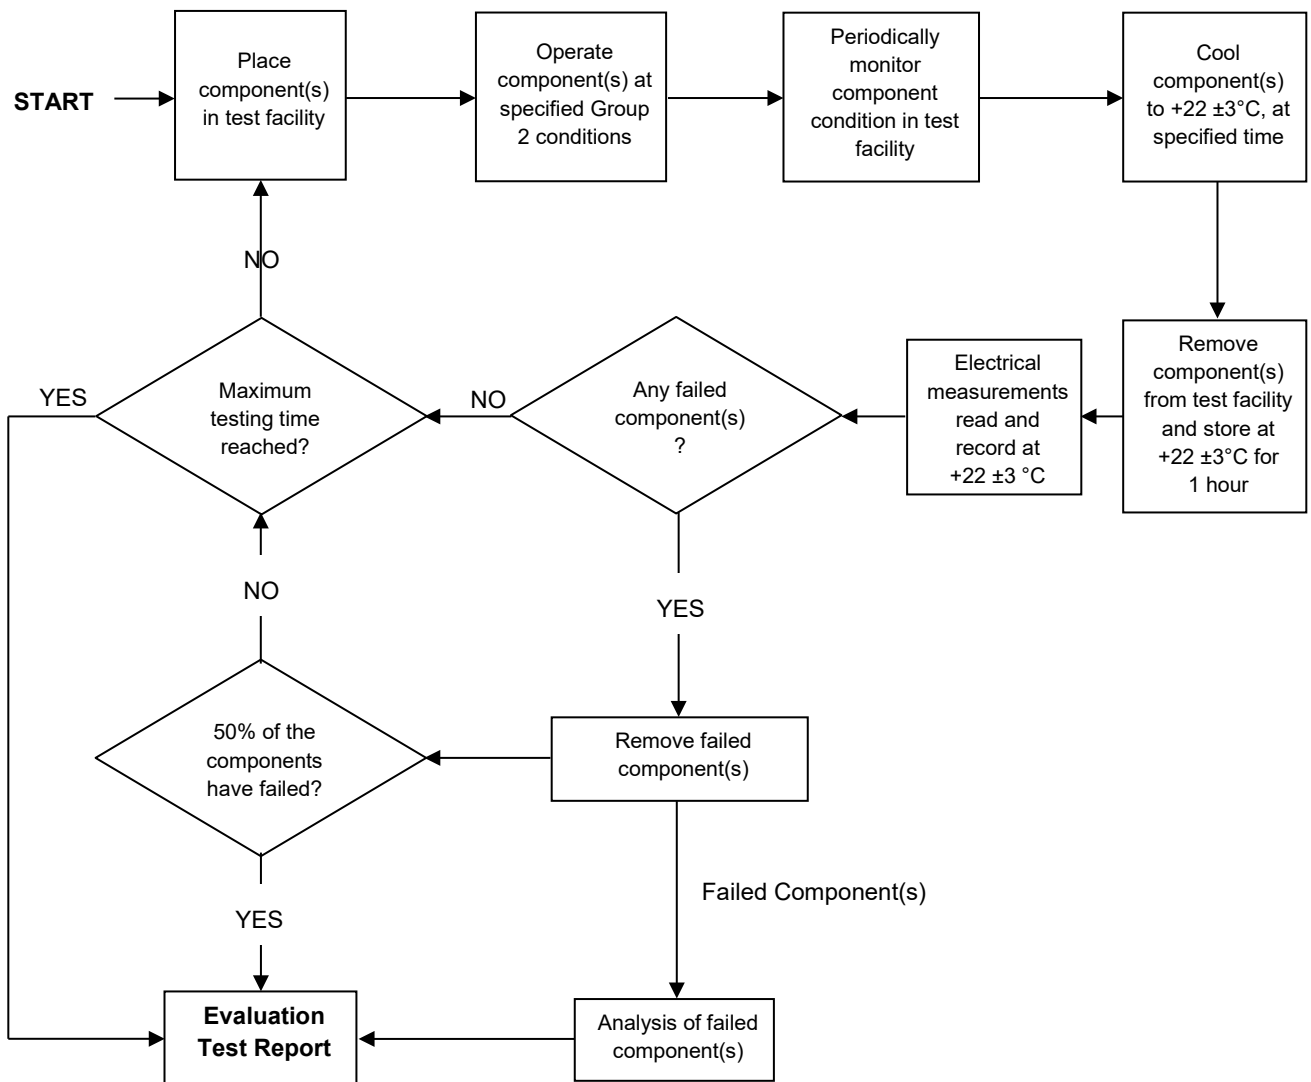 START
Place
component(s)
in test facility
Operate
component(s) at
specified Group
2 conditions
Periodically
monitor
component
condition in test
facility
Cool
component(s)
to +22 ±3°C, at
specified time
NO
YES
Maximum
testing time
reached?
NO
Any failed
component(s)
?
Electrical
measurements
read and
record at
+22 ±3 °C
Remove
component(s)
from test facility
and store at
+22 ±3°C for
1 hour
NO
YES
50% of the
components
have failed?
Remove failed
component(s)
YES
Failed Component(s)
Evaluation
Test Report
Analysis of failed
component(s)